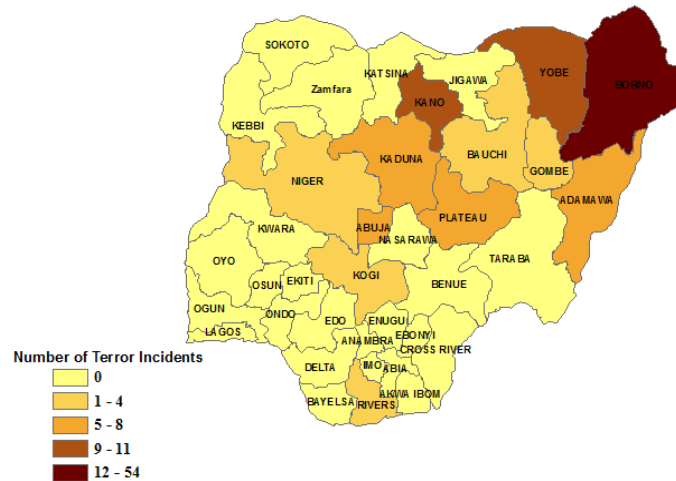 SOKOTO
Zamfara
KATSINA
JIGAWA
YOBE
BORNO
KANO
KEBBI
KADUNA
BAUCHI
GOMBE
NIGER
ADAMAWA
PLATEAU
ABUJA
NASARAWA
KWARA
TARABA
OYO
KOGI
BENUE
OSUN
EKITI
OGUN
ONDO
EDO
ENUGU
LAGOS
ANAMBRA
EBONYI
CROSS RIVER
DELTA
IMO
ABIA
BAYELSA
RIVERS
AKWA IBOM
Number of Terror Incidents
0
1 - 4
5 - 8
9 - 11
12 - 54